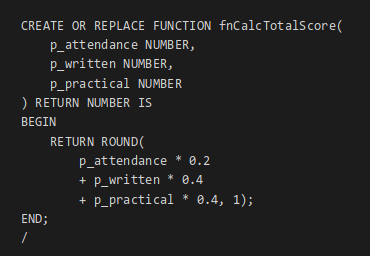 CREATE OR REPLACE FUNCTION fnCalcTotalScore(
    p_attendance NUMBER,
    p_written NUMBER,
    p_practical NUMBER
) RETURN NUMBER IS
BEGIN
    RETURN ROUND(
        p_attendance * 0.2
        + p_written * 0.4
        + p_practical * 0.4, 1);
END;
/